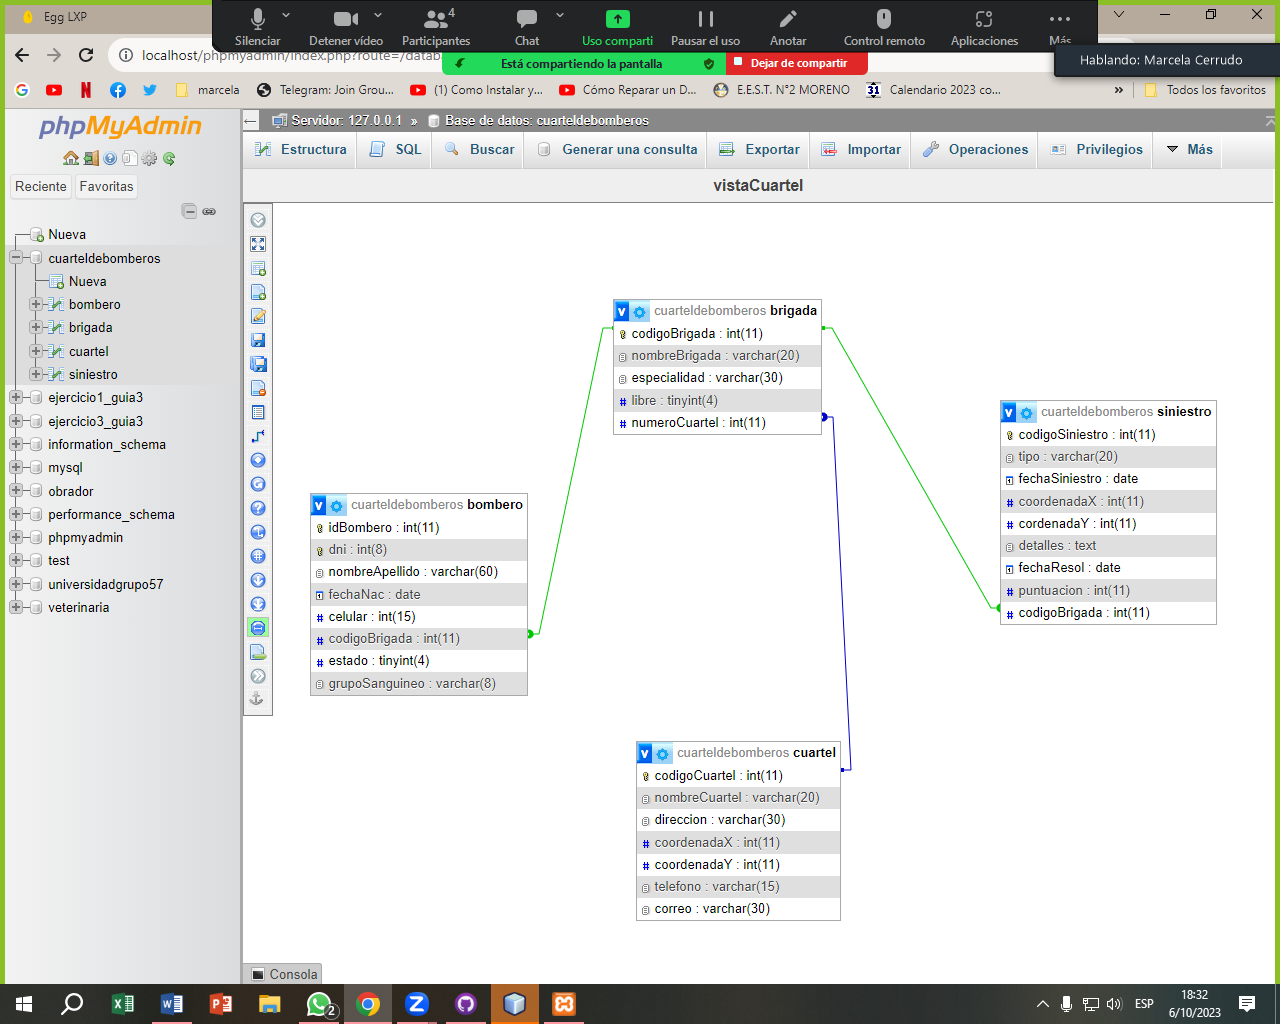 Egg LXP
Silenciar
Detener vídeo
4
Participantes
Chat
Uso comparti
Pausar el uso
Anotar
Control remoto
Aplicaciones
Más
localhost/phpmyadmin/index.php?route=/datab
Está compartiendo la pantalla
Dejar de compartir
Hablando: Marcela Cerrudo
marcela
Telegram: Join Grou...
(1) Como Instalar y...
Cómo Reparar un D...
E.E.S.T. N°2 MORENO
31
Calendario 2023 co...
»
Todos los favoritos
phpMyAdmin
Reciente
Favoritas
Nueva
cuarteldebomberos
Nueva
bombero
brigada
cuartel
siniestro
ejercicio1_guia3
ejercicio3_guia3
information_schema
mysql
obrador
performance_schema
phpmyadmin
test
universidadgrupo57
veterinaria
Servidor: 127.0.0.1 » Base de datos: cuarteldebomberos
Estructura
SQL
Buscar
Generar una consulta
Exportar
Importar
Operaciones
Privilegios
Más
vistaCuartel
v cuarteldebomberos brigada
codigoBrigada : int(11)
nombreBrigada : varchar(20)
especialidad : varchar(30)
# libre : tinyint(4)
# numeroCuartel : int(11)
v cuarteldebomberos siniestro
codigoSiniestro : int(11)
tipo : varchar(20)
fechaSiniestro : date
# coordenadaX : int(11)
# cordenadaY : int(11)
detalles : text
fechaResol : date
# puntuacion : int(11)
# codigoBrigada : int(11)
v cuarteldebomberos bombero
idBombero : int(11)
dni : int(8)
nombreApellido : varchar(60)
fechaNac : date
# celular : int(15)
# codigoBrigada : int(11)
# estado : tinyint(4)
grupoSanguineo : varchar(8)
v cuarteldebomberos cuartel
codigoCuartel : int(11)
nombreCuartel : varchar(20)
direccion : varchar(30)
# coordenadaX : int(11)
# coordenadaY : int(11)
telefono : varchar(15)
correo : varchar(30)
Consola
2
ESP
18:32
6/10/2023